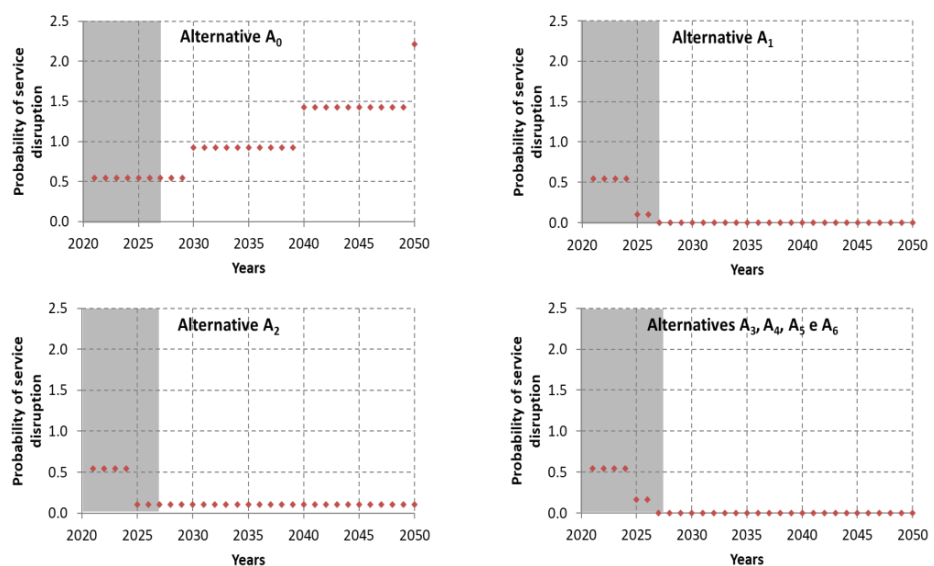 Alternative A0
Probability of service
disruption
2.5
2.0
1.5
1.0
0.5
0.0
2020 2025 2030 2035 2040 2045 2050
Years
Alternative A1
Probability of service
disruption
2.5
2.0
1.5
1.0
0.5
0.0
2020 2025 2030 2035 2040 2045 2050
Years
Alternative A2
Probability of service
disruption
2.5
2.0
1.5
1.0
0.5
0.0
2020 2025 2030 2035 2040 2045 2050
Years
Alternatives A3, A4, A5 e A6
Probability of service
disruption
2.5
2.0
1.5
1.0
0.5
0.0
2020 2025 2030 2035 2040 2045 2050
Years